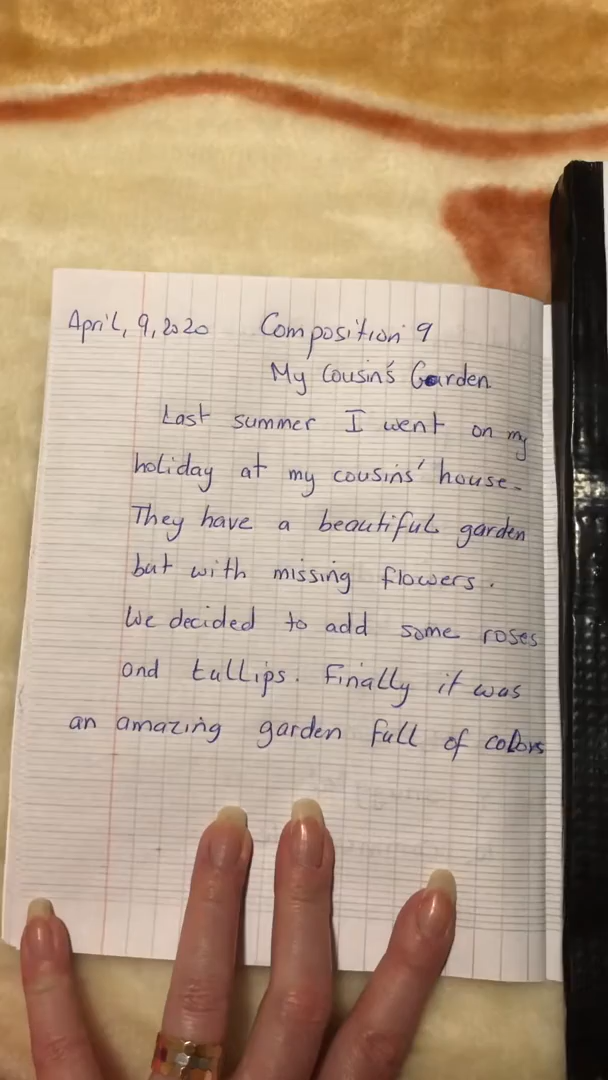 April, 9, 2020 Composition 9
My Cousin's Garden
Last summer I went on my
holiday at my cousins' house.
They have a beautiful garden
but with missing flowers.
We decided to add some roses
and tullips. Finally it was
an amazing garden full of colors